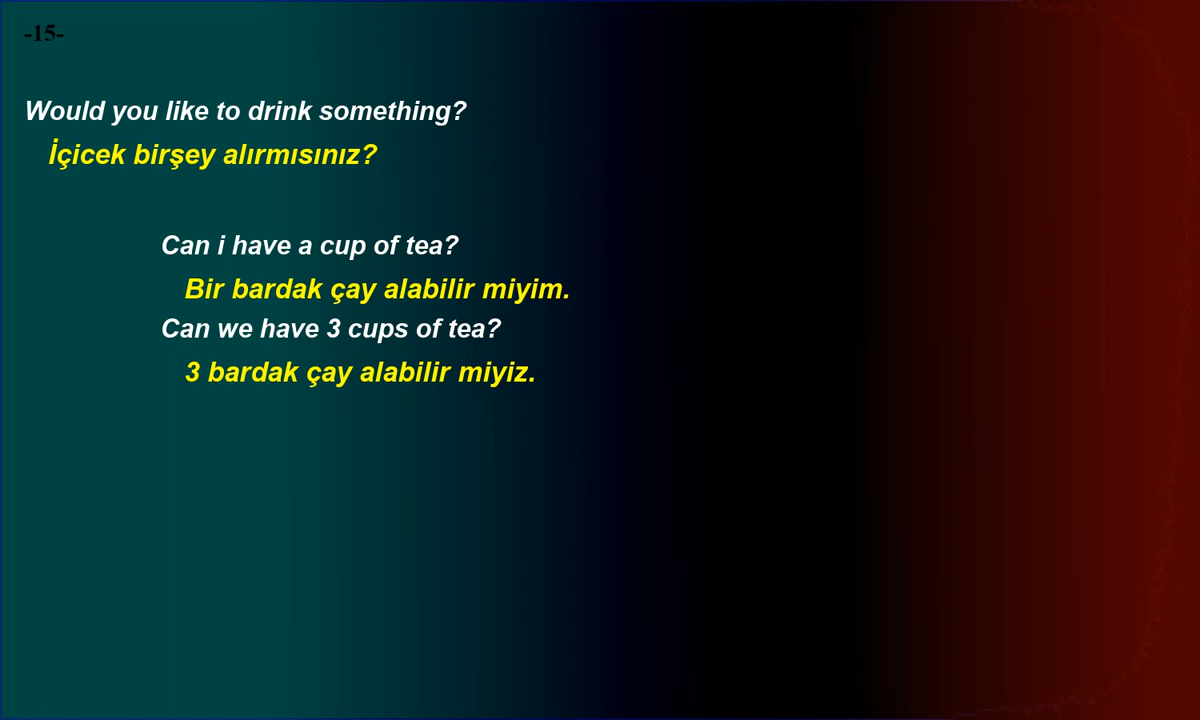 -15-
Would you like to drink something?
İçicek birşey alırmısınız?
Can i have a cup of tea?
Bir bardak çay alabilir miyim.
Can we have 3 cups of tea?
3 bardak çay alabilir miyiz.